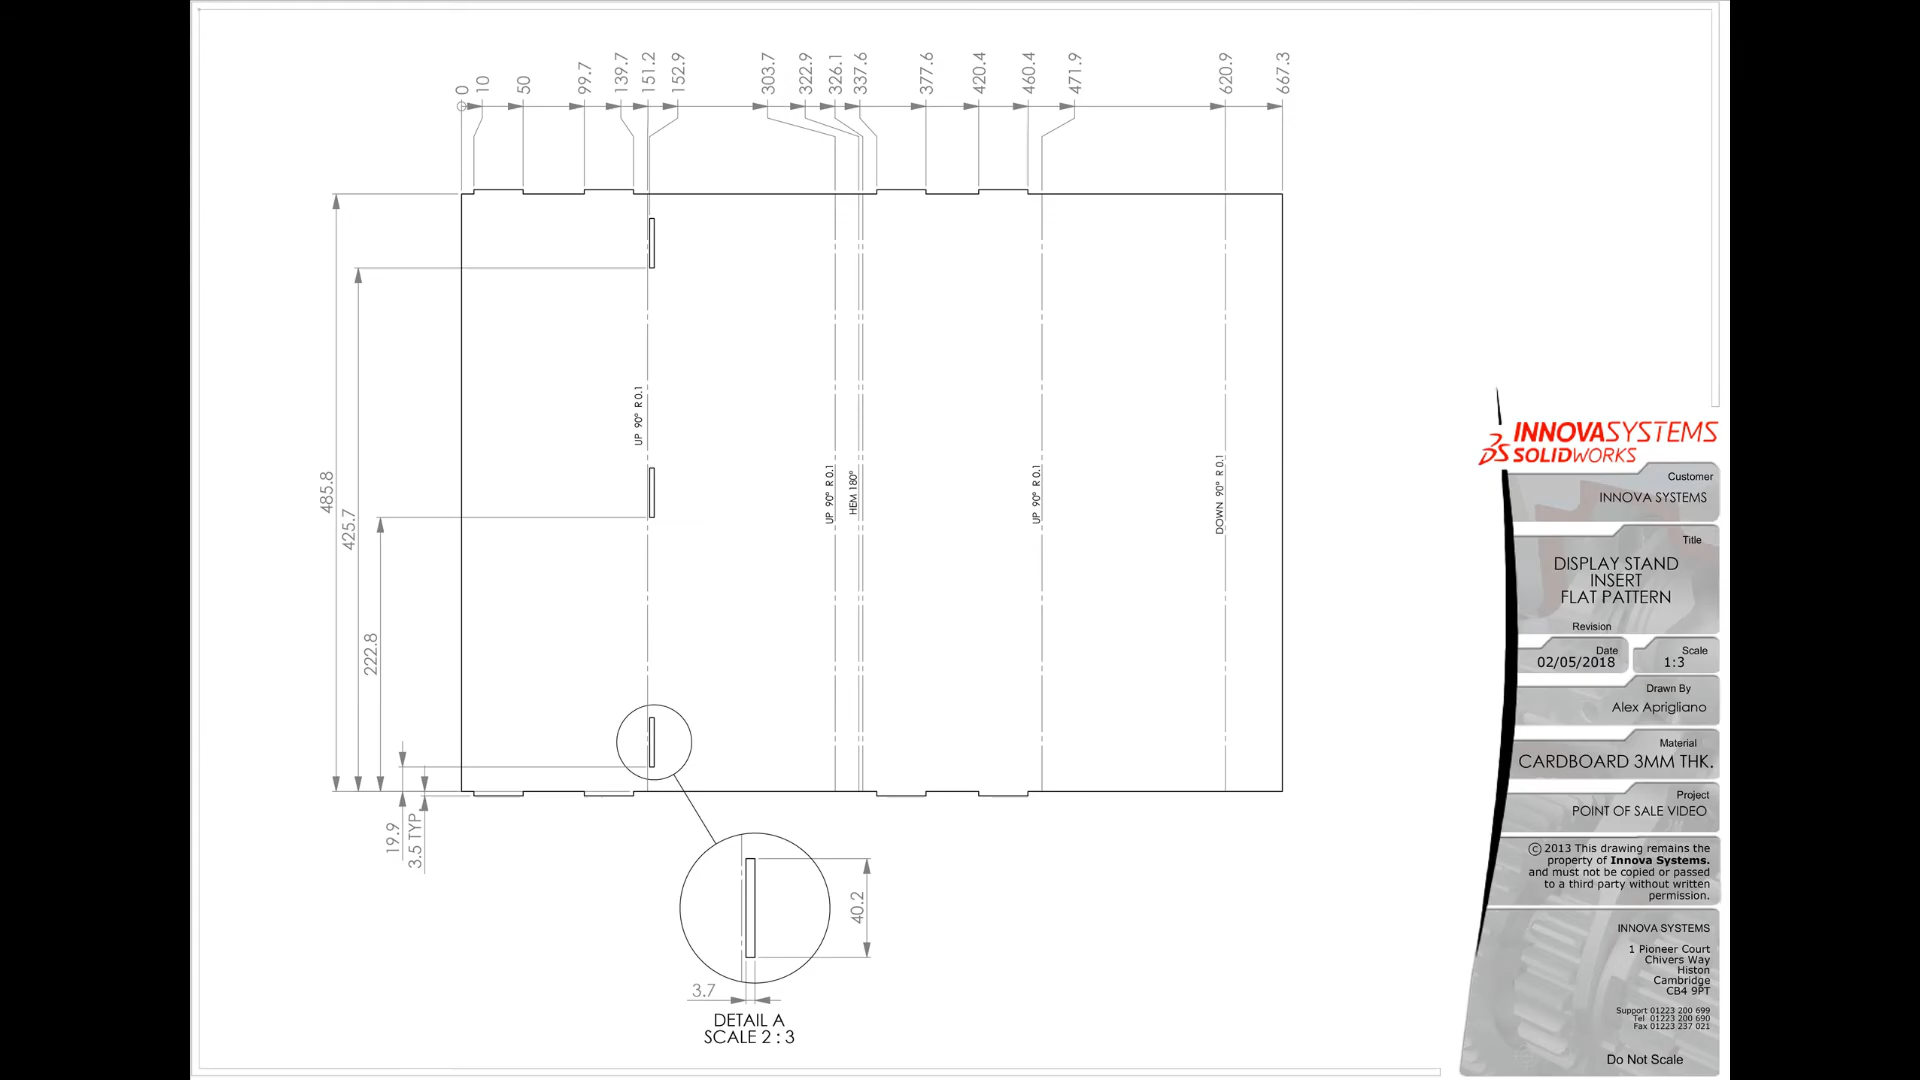 0
10
50
99.7
139.7
151.2
152.9
303.7
322.9
326.1
337.6
377.6
420.4
460.4
471.9
620.9
667.3
485.8
425.7
222.8
19.9
3.5 TYP
UP 90° R 0.1
UP 90° R 0.1
HEM 180°
UP 90° R 0.1
DOWN 90° R 0.1
40.2
3.7
DETAIL A
SCALE 2 : 3
INNOVASYSTEMS
SOLIDWORKS
Customer
INNOVA SYSTEMS
Title
DISPLAY STAND
INSERT
FLAT PATTERN
Revision
Date
02/05/2018
Scale
1:3
Drawn By
Alex Aprigliano
Material
CARDBOARD 3MM THK.
Project
POINT OF SALE VIDEO
© 2013 This drawing remains the
property of Innova Systems.
and must not be copied or passed
to a third party without written
permission.
INNOVA SYSTEMS
1 Pioneer Court
Chivers Way
Histon
Cambridge
CB4 9PT
Support 01223 200 699
Tel 01223 200 690
Fax 01223 237 021
Do Not Scale